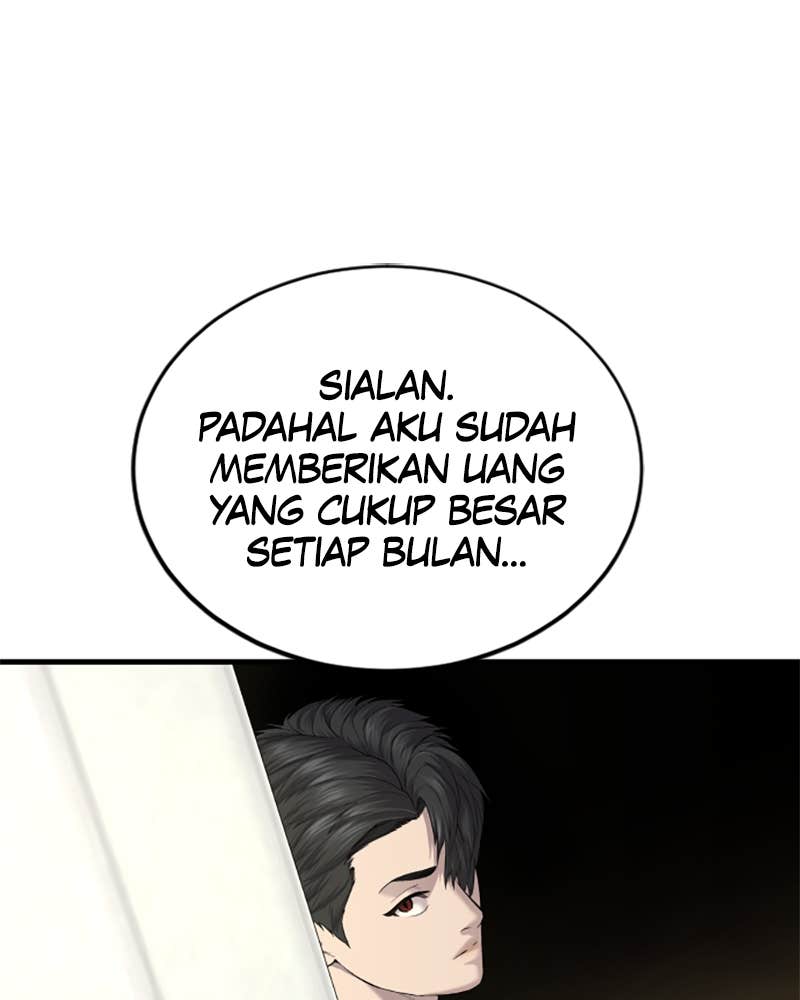 SIALAN.
PADAHAL AKU SUDAH
MEMBERIKAN UANG
YANG CUKUP BESAR
SETIAP BULAN...